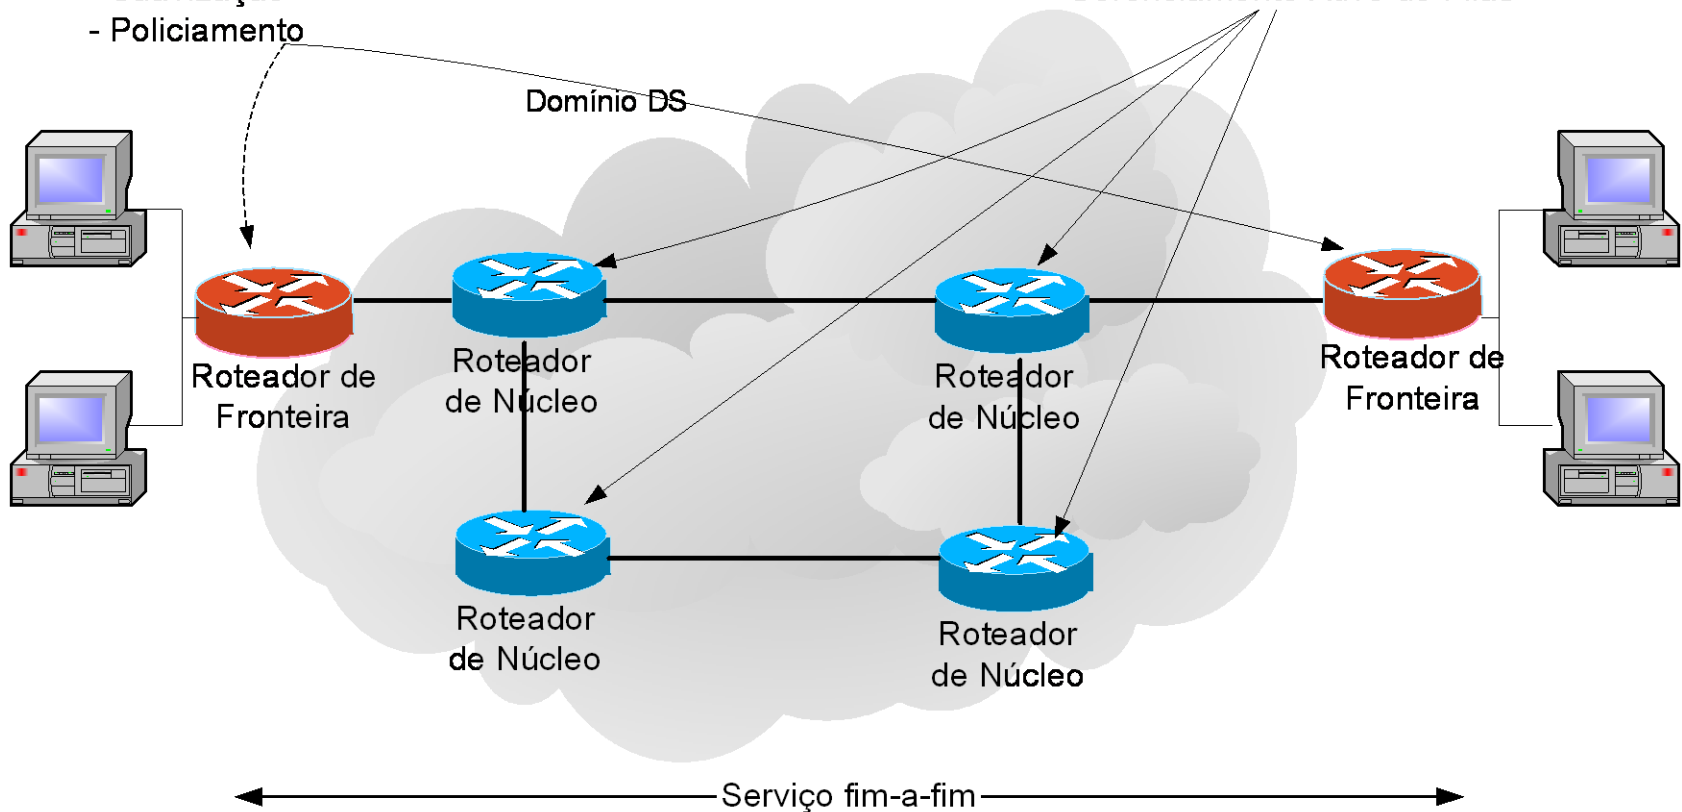 - Policiamento
Domínio DS
Roteador de
Fronteira
Roteador
de Núcleo
Roteador
de Núcleo
Roteador de
Fronteira
Roteador
de Núcleo
Roteador
de Núcleo
Serviço fim-a-fim